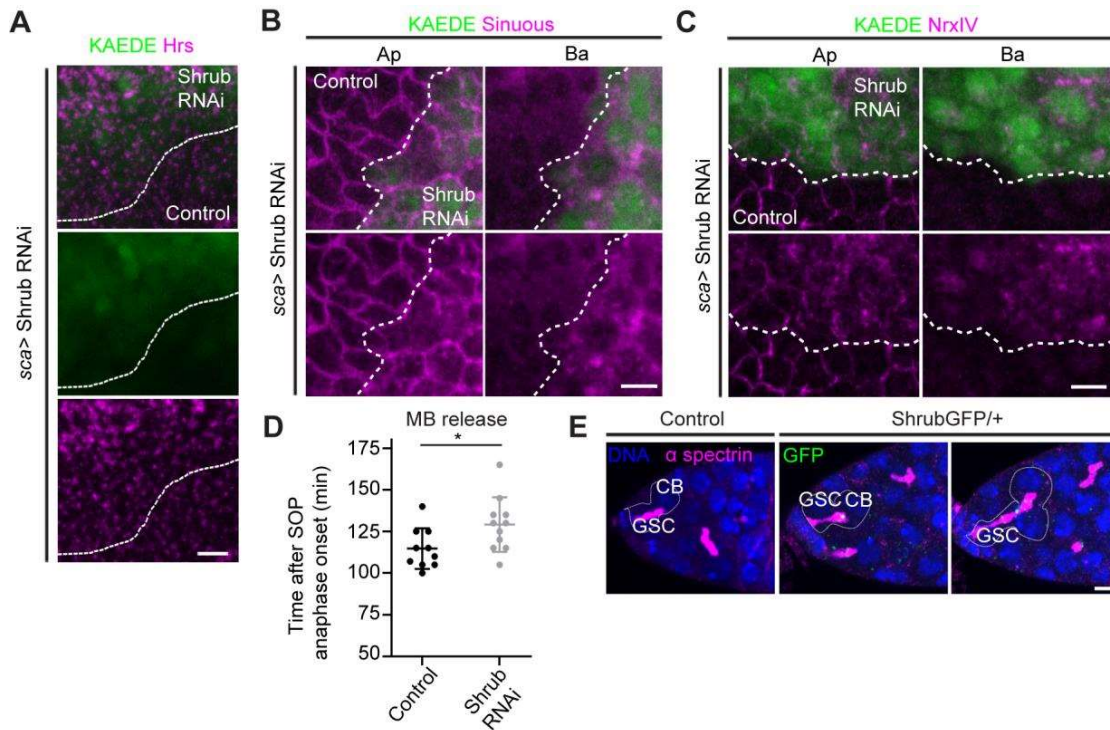 A
KAEDE Hrs
sca> Shrub RNAi
Shrub
RNAi
Control
B
KAEDE Sinuous
Ap
Ba
sca> Shrub RNAi
Control
Shrub
RNAi
C
KAEDE NrxIV
Ap
Ba
sca> Shrub RNAi
Shrub
RNAi
Control
D
MB release
*
Time after SOP
anaphase onset (min)
175
150
125
100
75
50
Control
Shrub
RNAi
E
Control
ShrubGFP/+
DNA α spectrin
GFP
CB
GSC
GSC CB
GSC